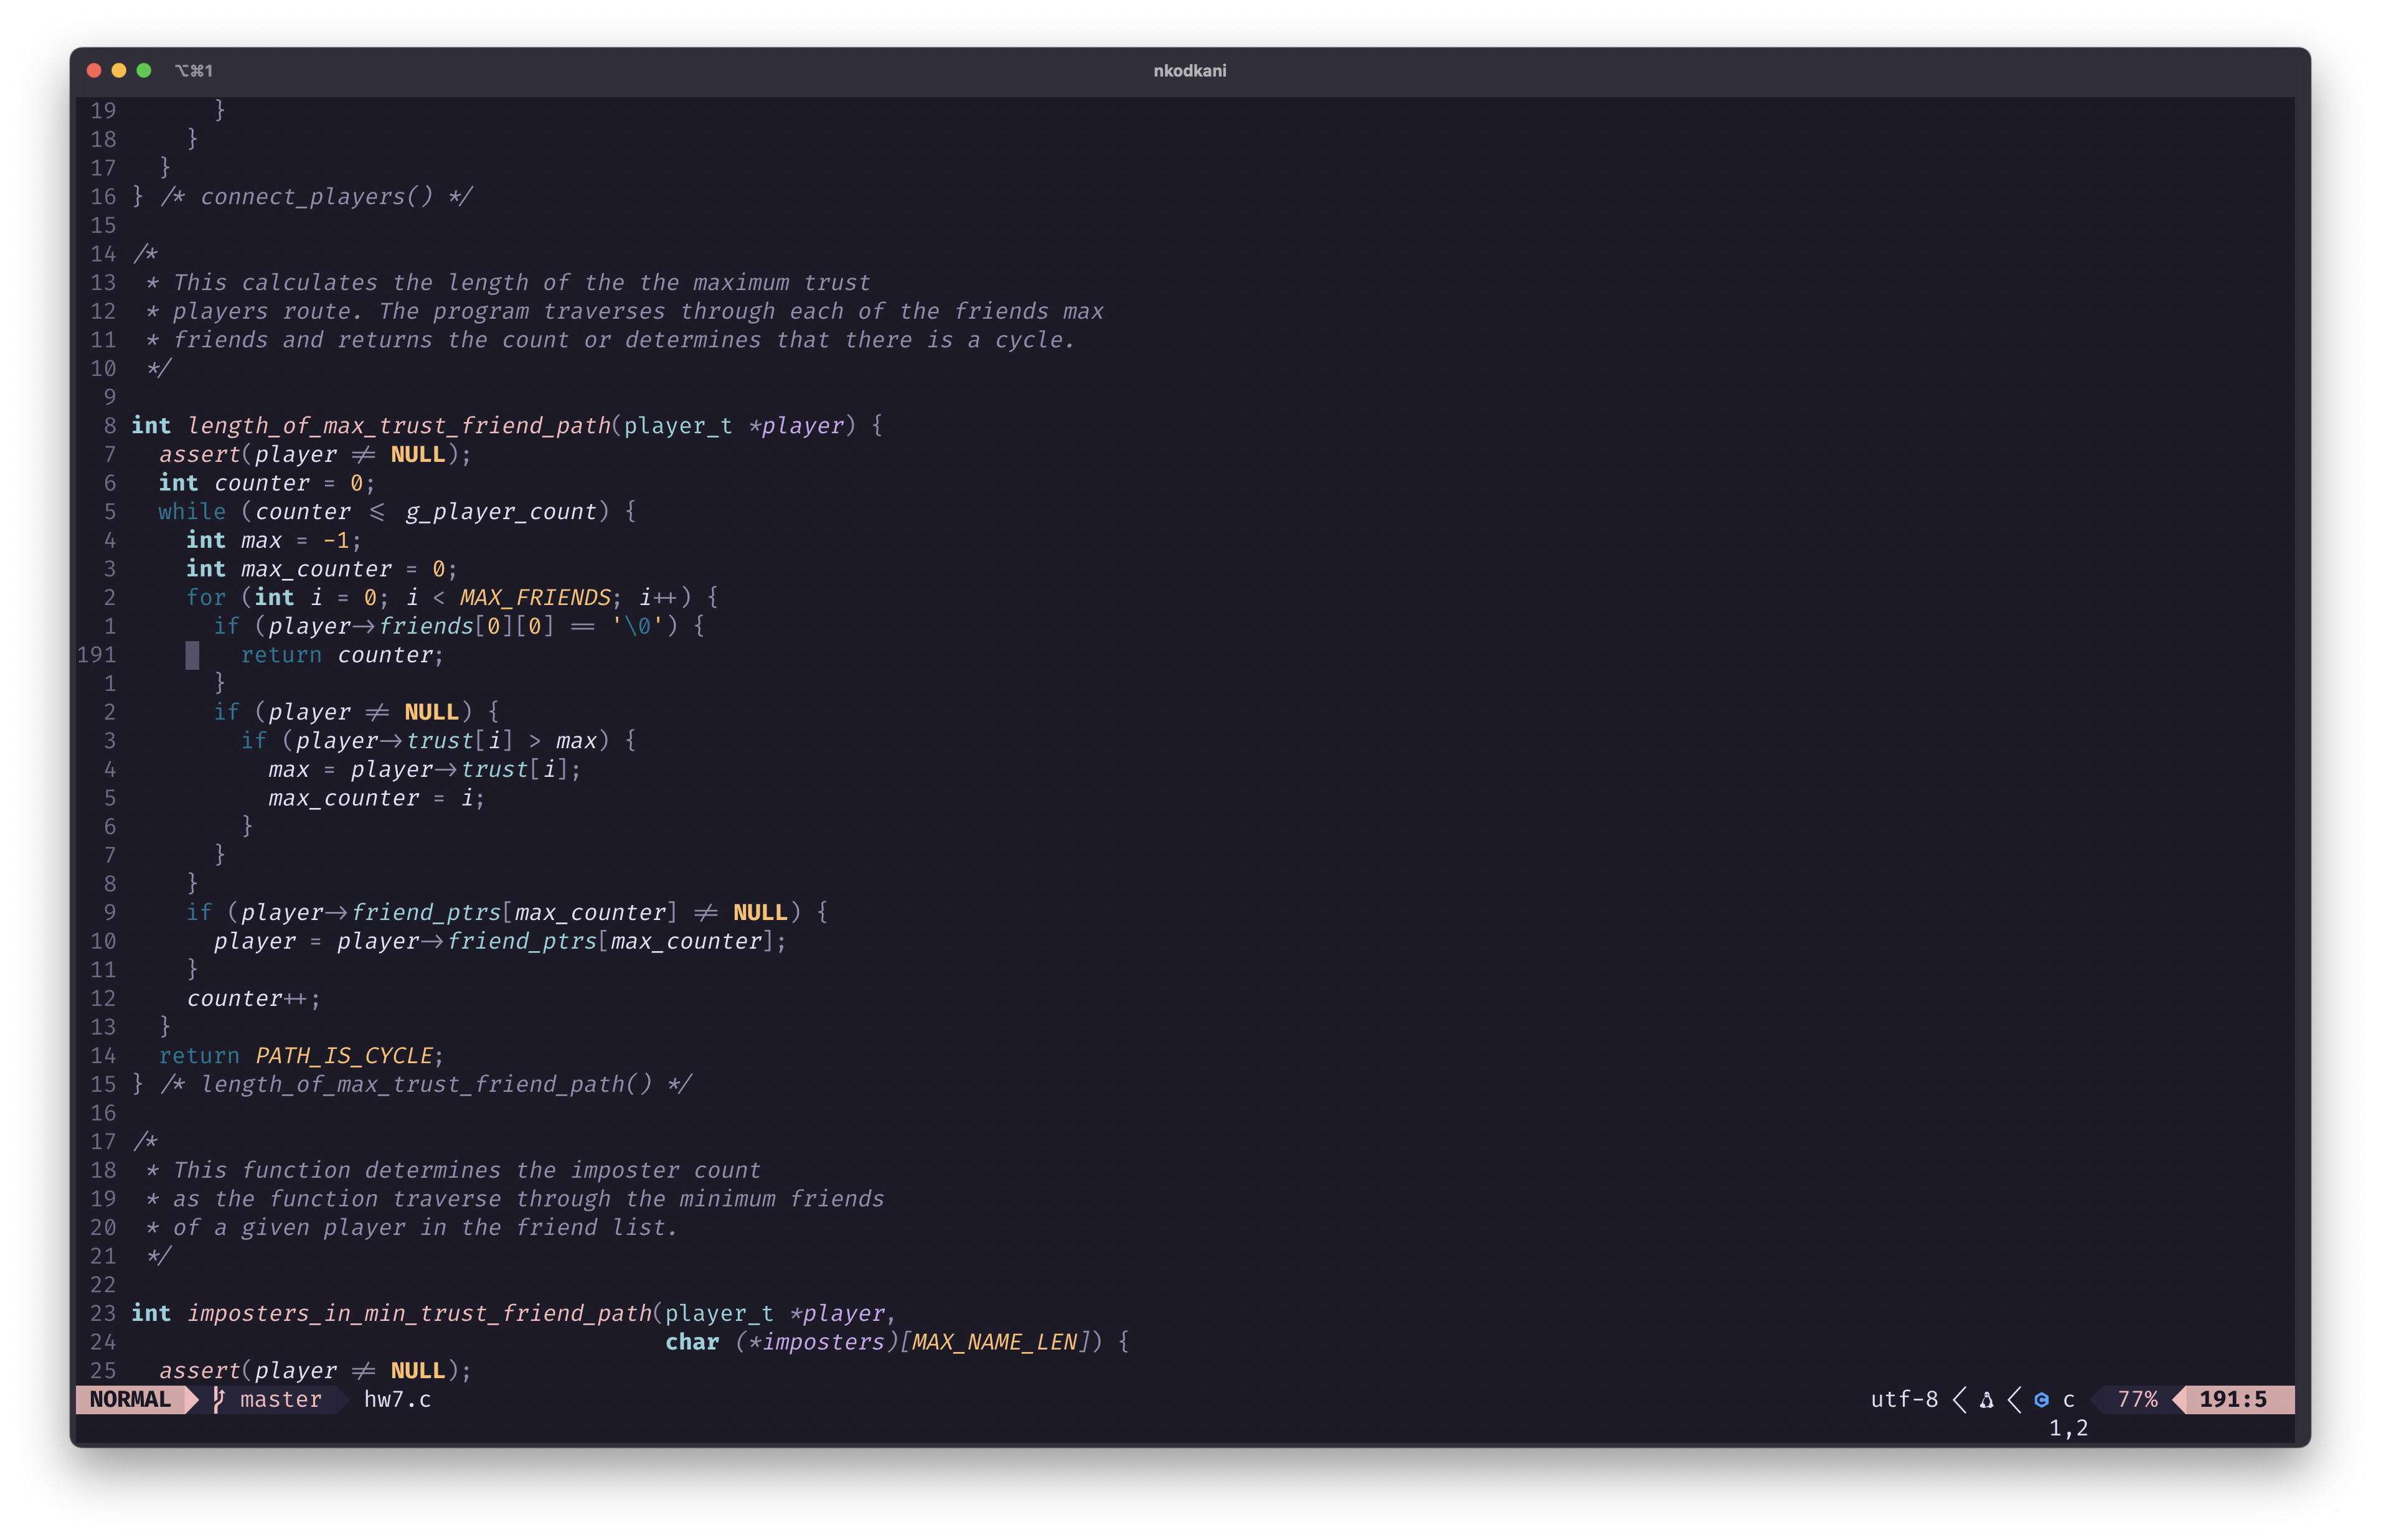 ⌥⌘1 nkodkani
19       }
18     }
17   }
16 } /* connect_players() */
15
14 /*
13  * This calculates the length of the the maximum trust
12  * players route. The program traverses through each of the friends max
11  * friends and returns the count or determines that there is a cycle.
10  */
9
8 int length_of_max_trust_friend_path(player_t *player) {
7   assert(player != NULL);
6   int counter = 0;
5   while (counter <= g_player_count) {
4     int max = -1;
3     int max_counter = 0;
2     for (int i = 0; i < MAX_FRIENDS; i++) {
1       if (player->friends[0][0] == '\0') {
191         return counter;
1       }
2       if (player != NULL) {
3         if (player->trust[i] > max) {
4           max = player->trust[i];
5           max_counter = i;
6         }
7       }
8     }
9     if (player->friend_ptrs[max_counter] != NULL) {
10       player = player->friend_ptrs[max_counter];
11     }
12     counter++;
13   }
14   return PATH_IS_CYCLE;
15 } /* length_of_max_trust_friend_path() */
16
17 /*
18  * This function determines the imposter count
19  * as the function traverse through the minimum friends
20  * of a given player in the friend list.
21  */
22
23 int imposters_in_min_trust_friend_path(player_t *player,
24                                        char (*imposters)[MAX_NAME_LEN]) {
25   assert(player != NULL);
NORMAL master hw7.c utf-8 c 77% 191:5
1,2